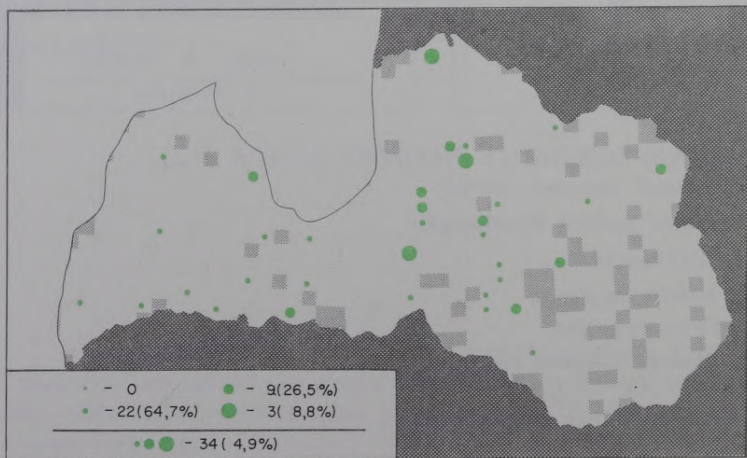 - 0 - 9(26,5%)
- 22(64,7%) - 3( 8,8%)
- 34( 4,9%)